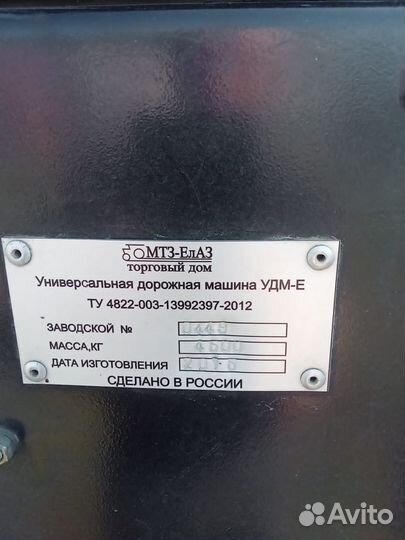 МТЗ-ЕлАЗ
торговый дом
Универсальная дорожная машина УДМ-Е
ТУ 4822-003-13992397-2012
ЗАВОДСКОЙ №
МАССА,КГ 4600
ДАТА ИЗГОТОВЛЕНИЯ
СДЕЛАНО В РОССИИ
Avito